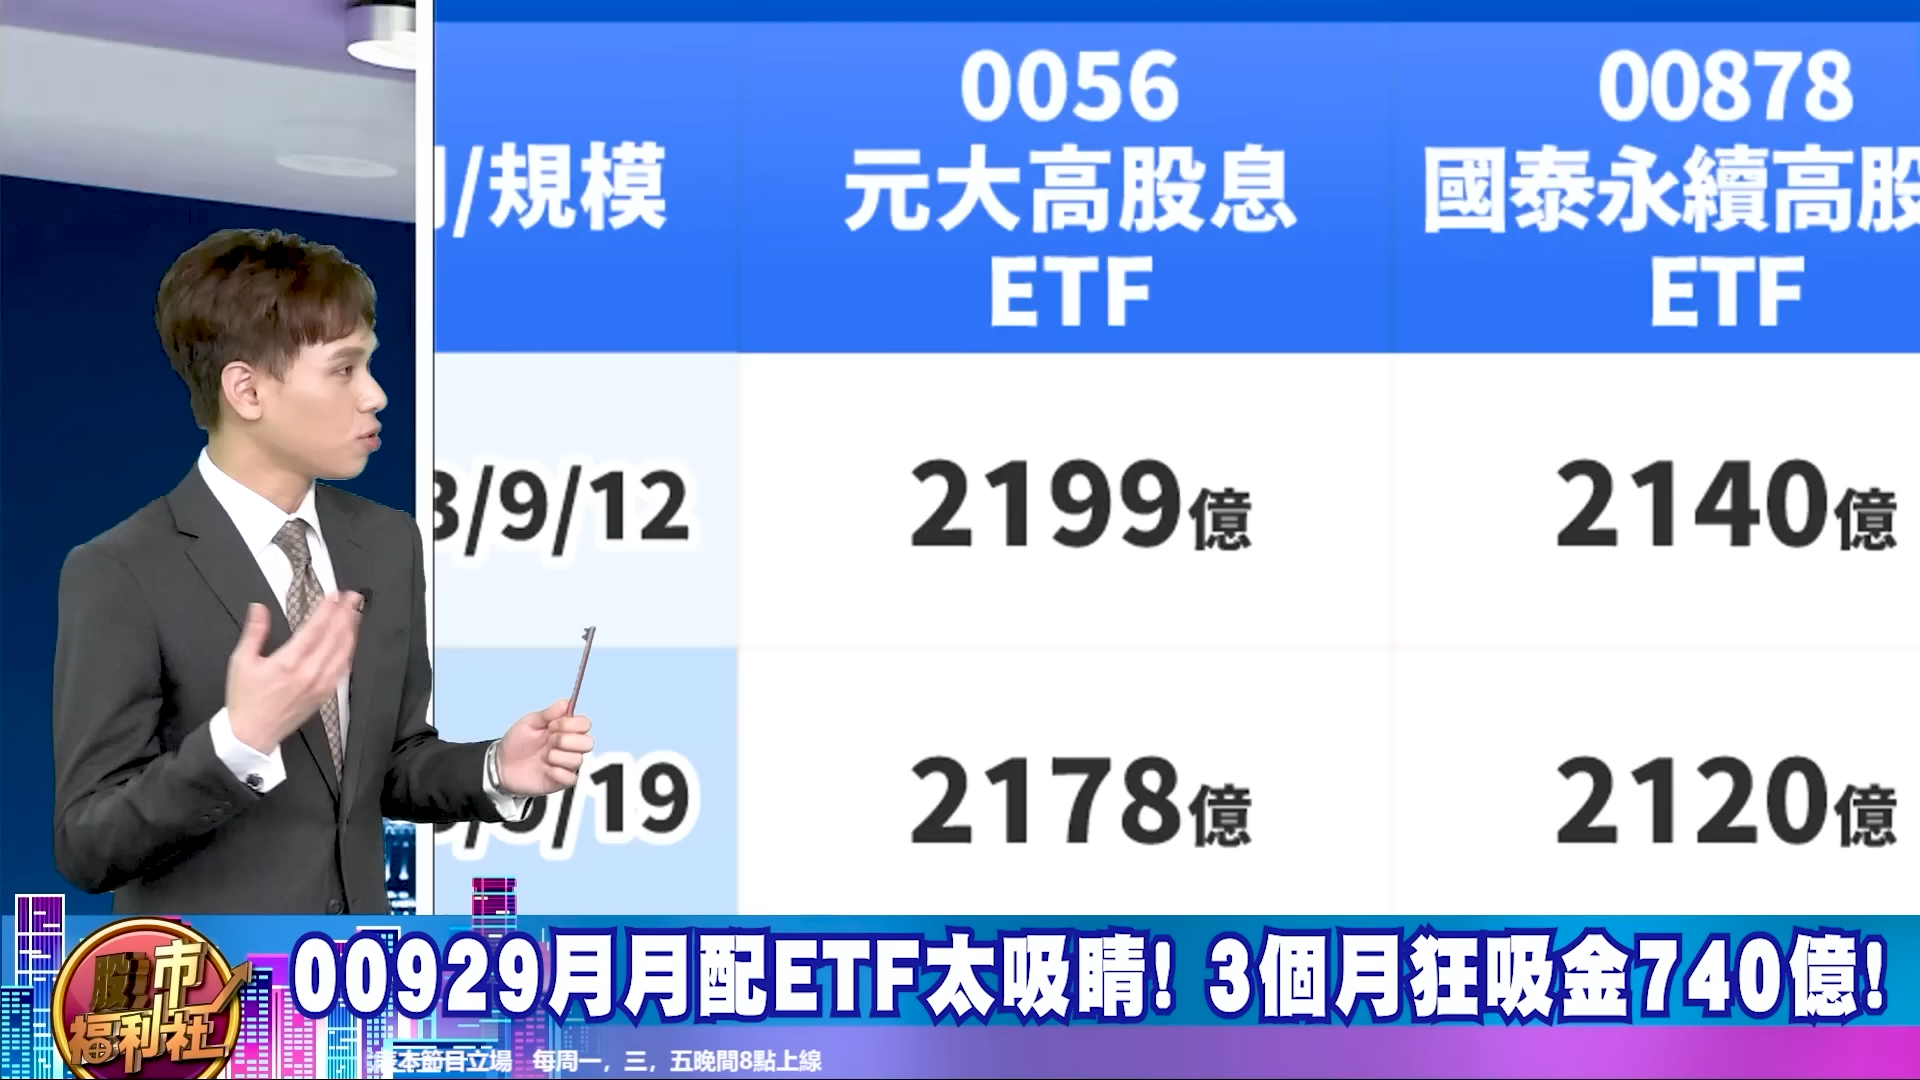 /規模
0056
元大高股息
ETF
00878
國泰永續高股
ETF
3/9/12
2199億
2140億
/19
2178億
2120億
00929月月配ETF太吸睛! 3個月狂吸金740億!
股市
福利社
表本節目立場 每周一, 三, 五晚間8點上線